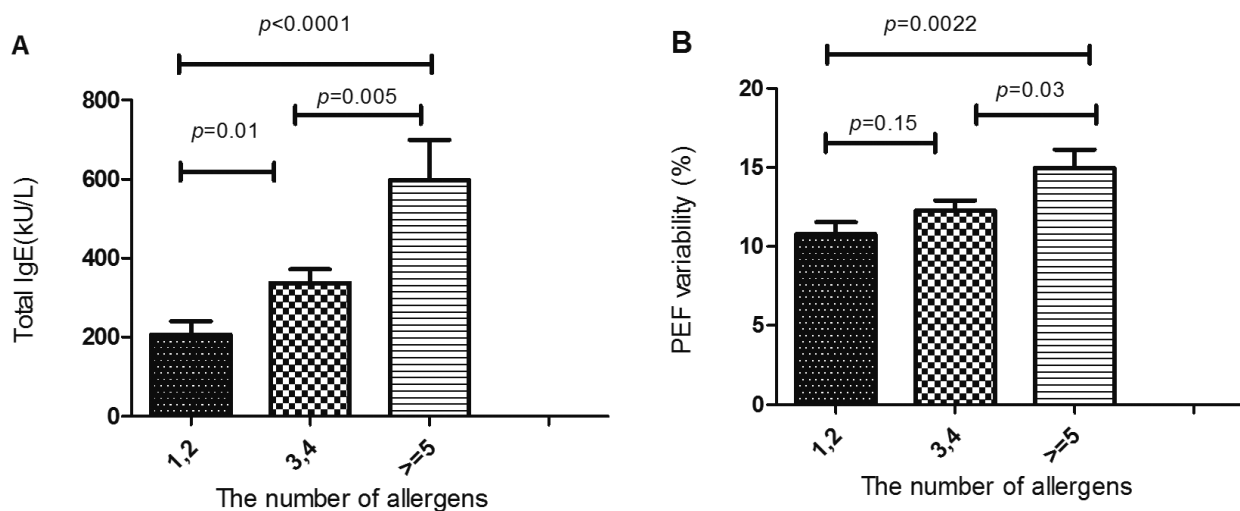 A
p<0.0001
p=0.005
p=0.01
Total IgE(kU/L)
800
600
400
200
0
1,2
3,4
>=5
The number of allergens
B
p=0.0022
p=0.03
p=0.15
PEF variability (%)
20
15
10
5
0
1,2
3,4
>=5
The number of allergens